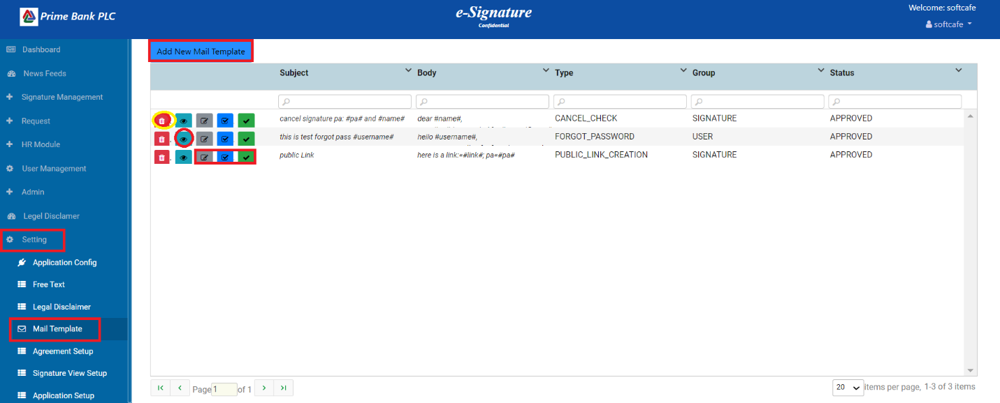 Prime Bank PLC
e-Signature
Confidential
Welcome: softcafe
softcafe
Dashboard
News Feeds
Signature Management
Request
HR Module
User Management
Admin
Legel Disclamer
Setting
Application Config
Free Text
Legal Disclaimer
Mail Template
Agreement Setup
Signature View Setup
Application Setup
Add New Mail Template
Subject Body Type Group Status
cancel signature pa: #pa# and #name# dear #name#, CANCEL_CHECK SIGNATURE APPROVED
this is test forgot pass #username# hello #username#, FORGOT_PASSWORD USER APPROVED
public Link here is a link:=#link#; pa=#pa# PUBLIC_LINK_CREATION SIGNATURE APPROVED
Page 1 of 1 20 items per page, 1-3 of 3 items